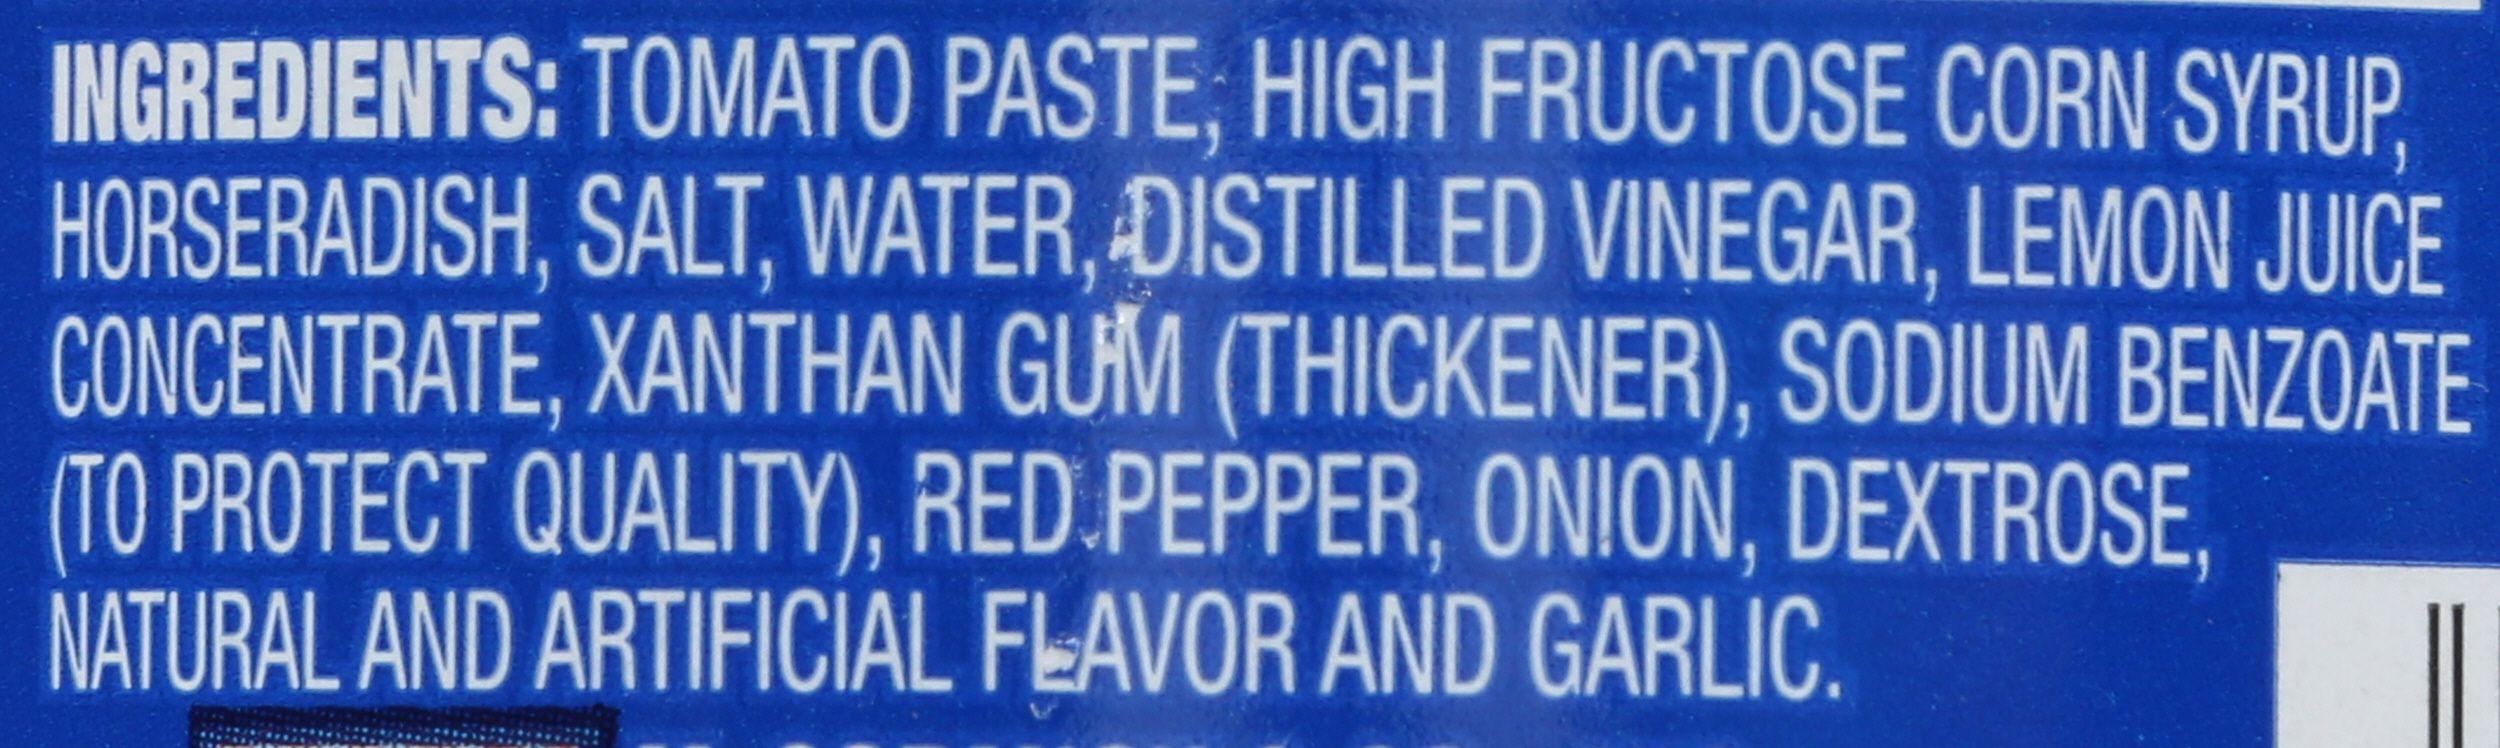 INGREDIENTS: TOMATO PASTE, HIGH FRUCTOSE CORN SYRUP,
HORSERADISH, SALT, WATER, DISTILLED VINEGAR, LEMON JUICE
CONCENTRATE, XANTHAN GUM (THICKENER), SODIUM BENZOATE
(TO PROTECT QUALITY), RED PEPPER, ONION, DEXTROSE,
NATURAL AND ARTIFICIAL FLAVOR AND GARLIC.